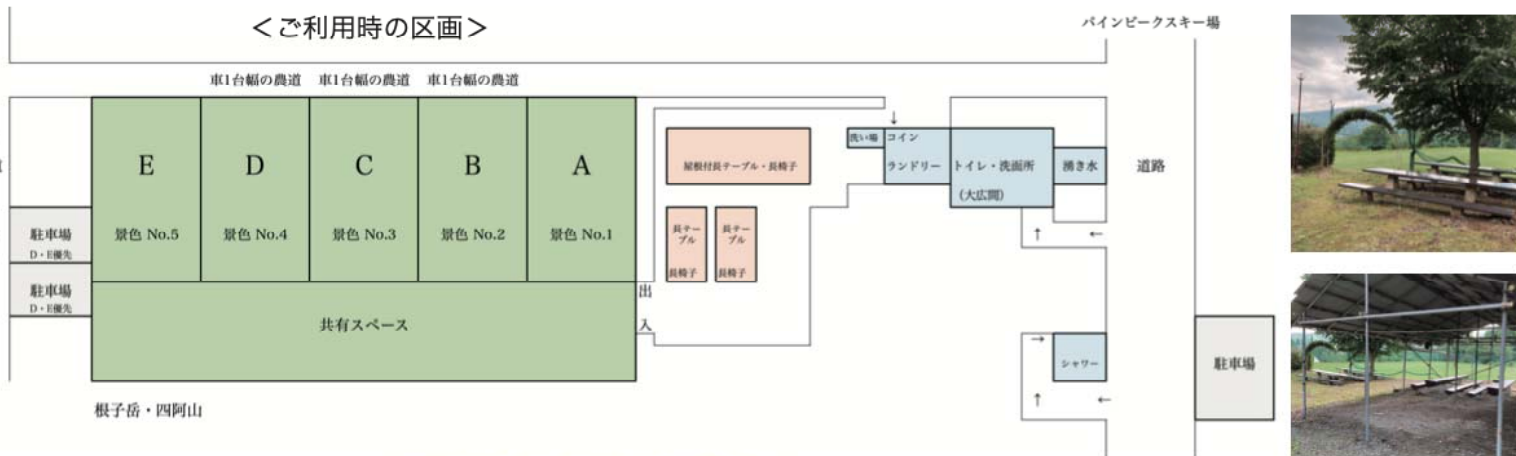 ＜ご利用時の区画＞
パインピークスキー場
車1台幅の農道
車1台幅の農道
車1台幅の農道
E
D
C
B
A
景色 No.5
景色 No.4
景色 No.3
景色 No.2
景色 No.1
駐車場
D・E優先
駐車場
D・E優先
共有スペース
出
入
根子岳・四阿山
屋根付長テーブル・長椅子
長テー
ブル
長椅子
長テー
ブル
長椅子
↓
洗い場
コイン
ランドリー
トイレ・洗面所
(大広間)
湧き水
↑
←
道路
→
シャワー
↑
←
駐車場